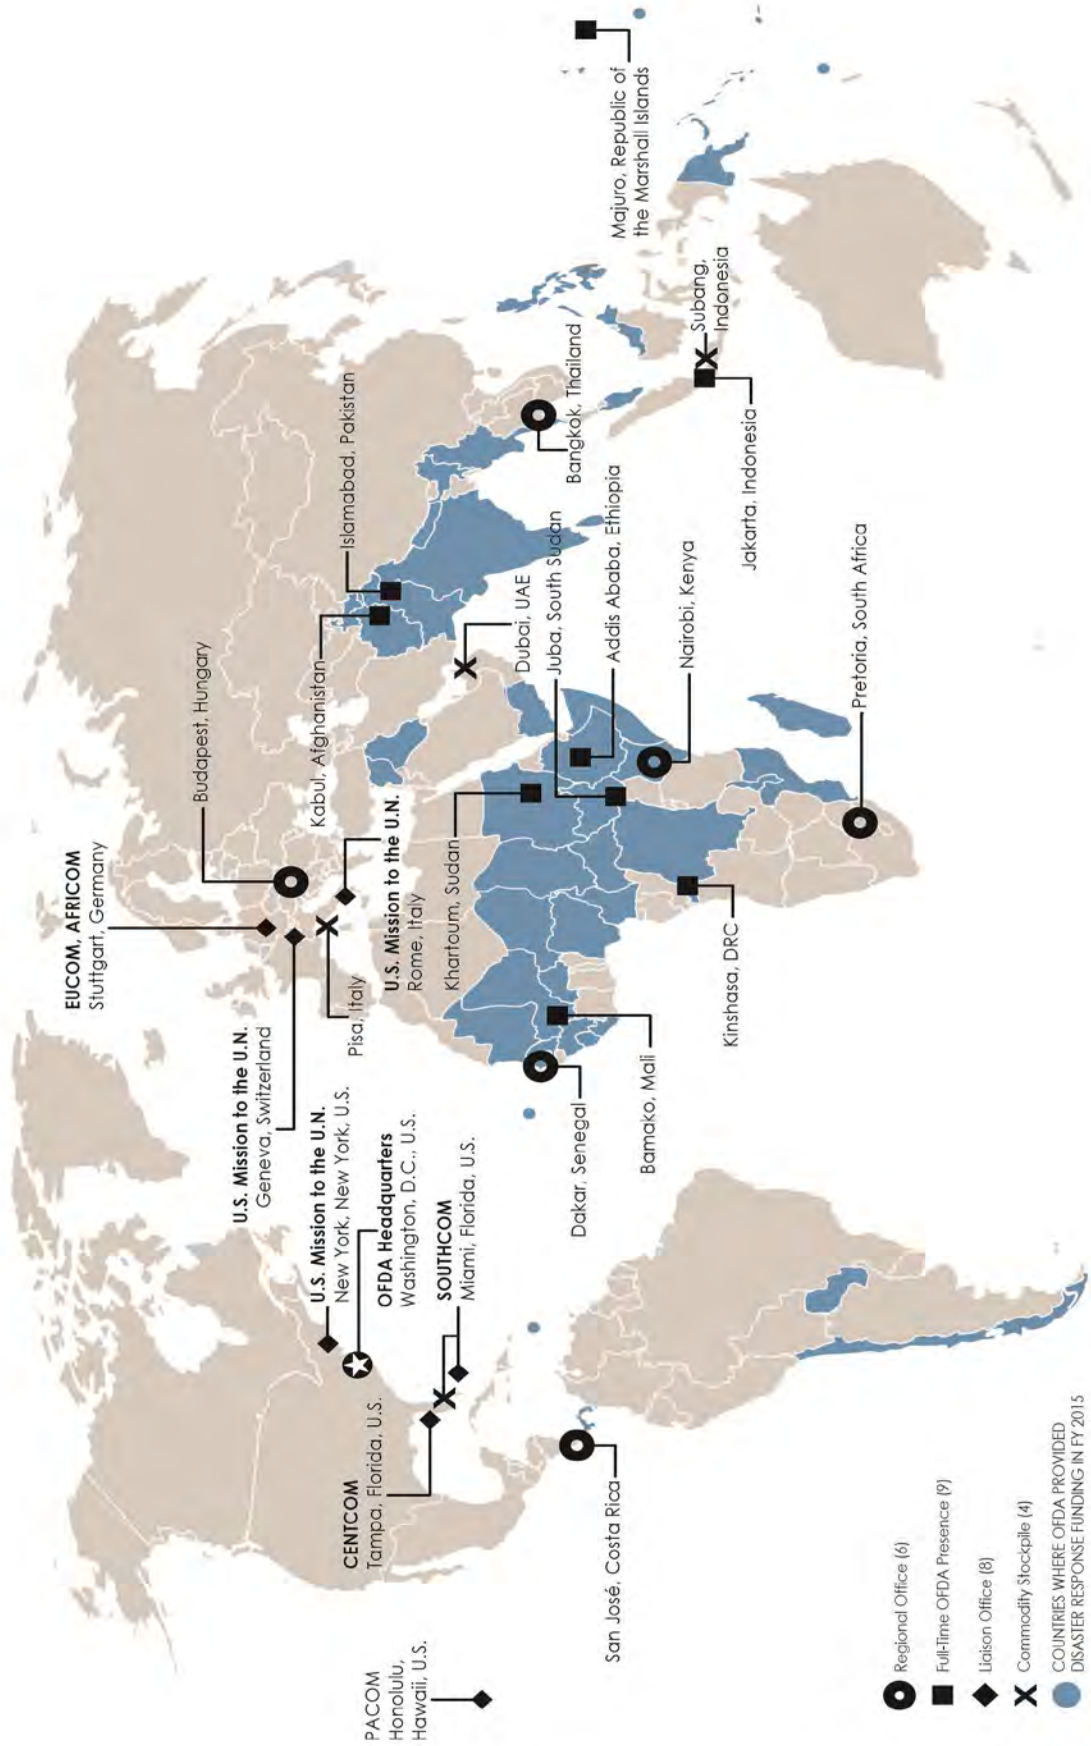 PACOM
Honolulu,
Hawaii, U.S.
CENTCOM
Tampa, Florida, U.S.
San José, Costa Rica
U.S. Mission to the U.N.
New York, New York, U.S.
OFDA Headquarters
Washington, D.C., U.S.
SOUTHCOM
Miami, Florida, U.S.
U.S. Mission to the U.N.
Geneva, Switzerland
EUCOM, AFRICOM
Stuttgart, Germany
Pisa, Italy
Budapest, Hungary
U.S. Mission to the U.N.
Rome, Italy
Khartoum, Sudan
Dakar, Senegal
Bamako, Mali
Kinshasa, DRC
Kabul, Afghanistan
Islamabad, Pakistan
Dubai, UAE
Juba, South Sudan
Addis Ababa, Ethiopia
Nairobi, Kenya
Pretoria, South Africa
Bangkok, Thailand
Jakarta, Indonesia
Subang,
Indonesia
Majuro, Republic of
the Marshall Islands
Regional Office (6)
Full-Time OFDA Presence (9)
Liaison Office (8)
Commodity Stockpile (4)
COUNTRIES WHERE OFDA PROVIDED
DISASTER RESPONSE FUNDING IN FY 2015